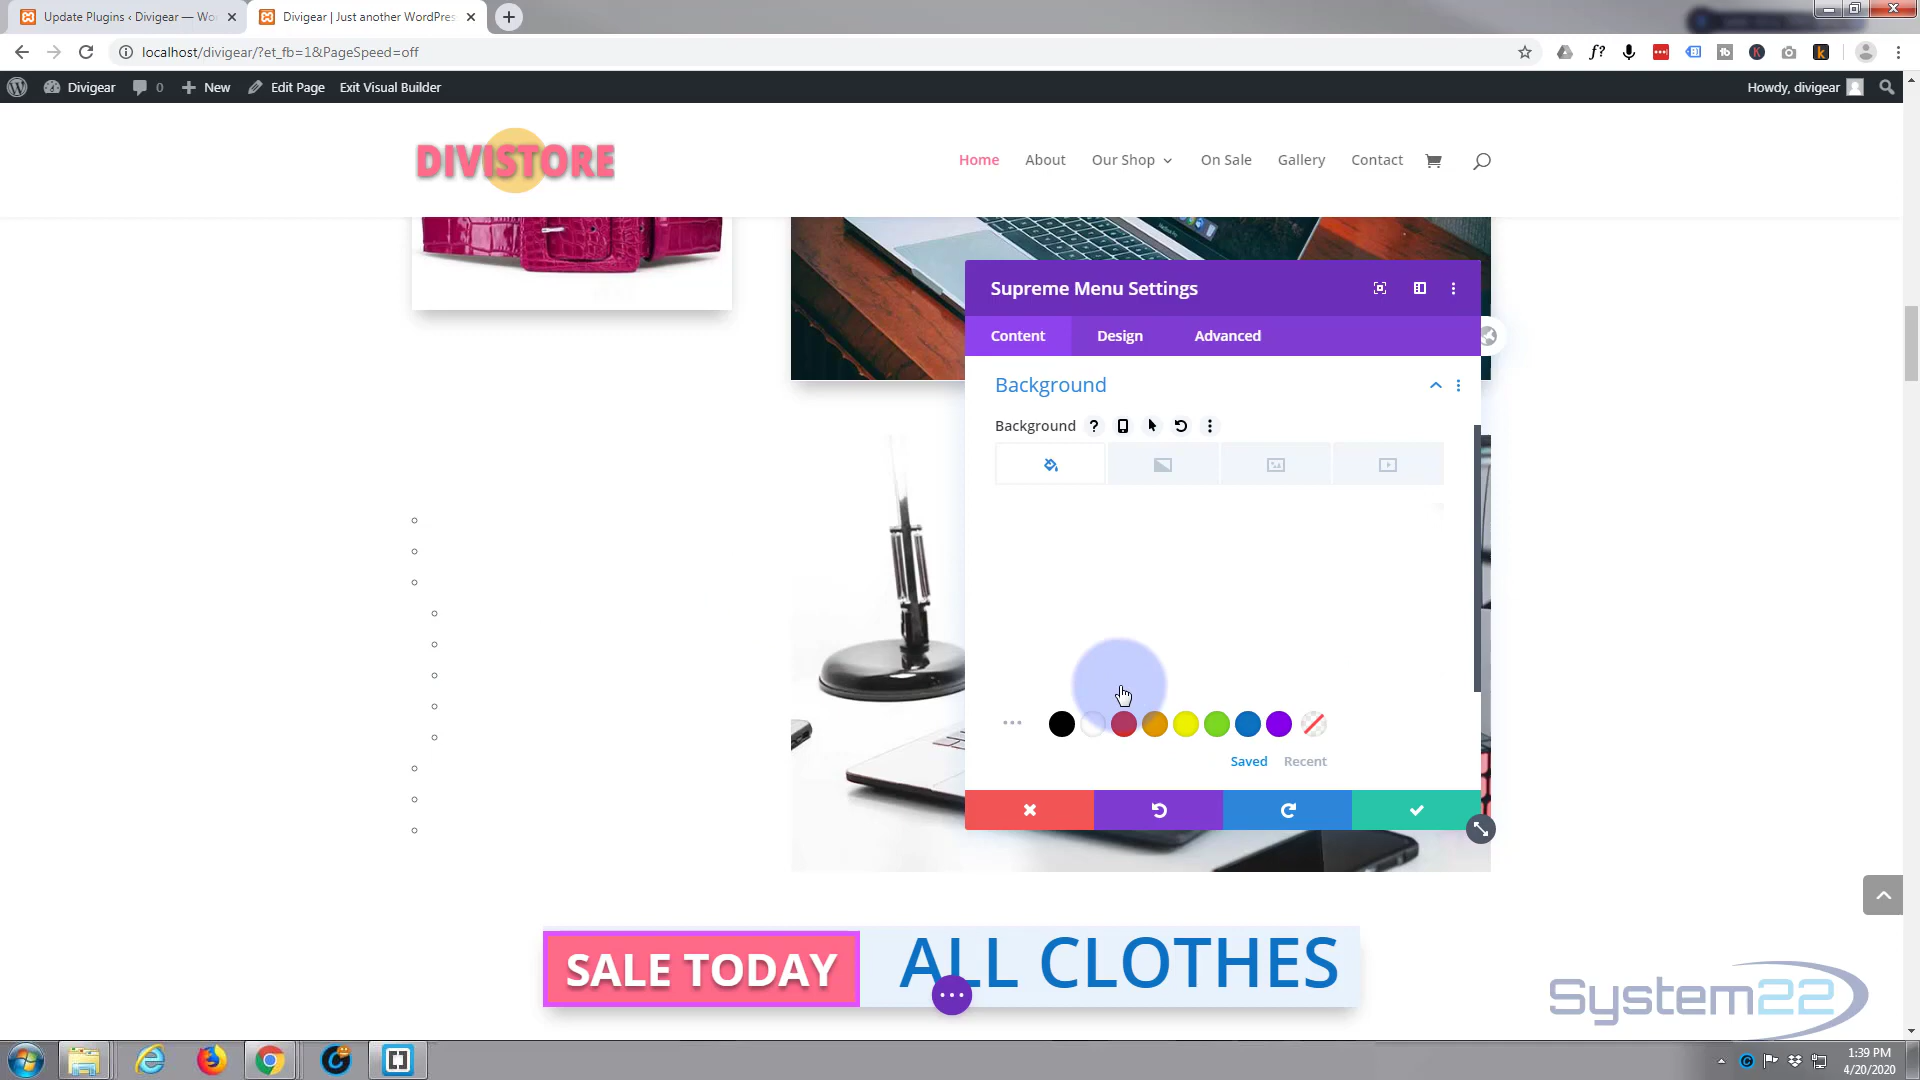 Update Plugins ‹ Divigear — Wo
Divigear | Just another WordPres
localhost/divigear/?et_fb=1&PageSpeed=off
f?
Divigear
0
New
Edit Page
Exit Visual Builder
Howdy, divigear
DIVISTORE
Home
About
Our Shop
On Sale
Gallery
Contact
Supreme Menu Settings
Content
Design
Advanced
Background
Background
Saved
Recent
SALE TODAY
ALL CLOTHES
System22
1:39 PM
4/20/2020